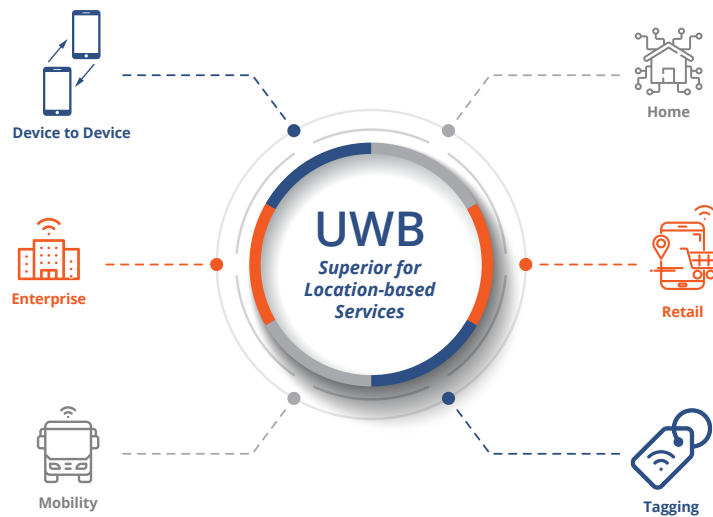 Device to Device
Home
UWB
Superior for
Location-based
Services
Enterprise
Retail
Mobility
Tagging